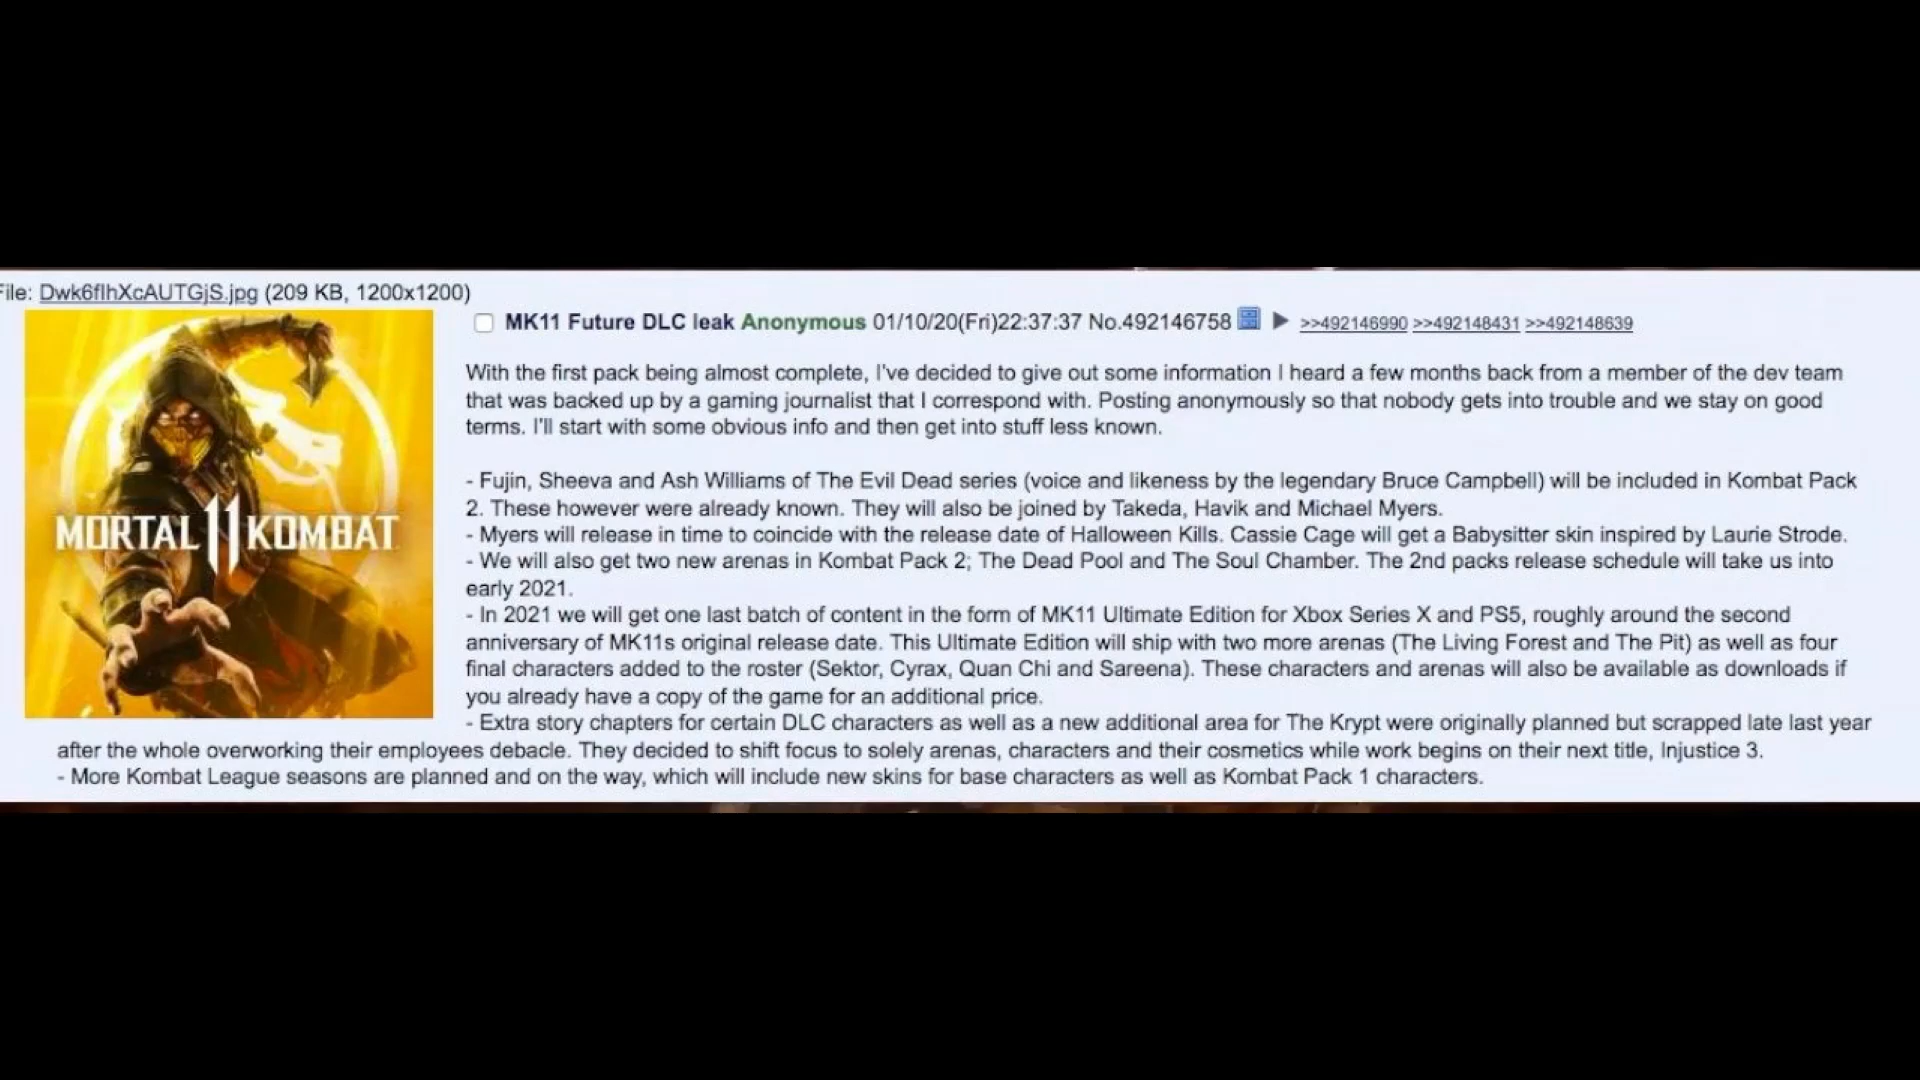 File: Dwk6flhXcAUTGjS.jpg (209 KB, 1200x1200)
MK11 Future DLC leak Anonymous 01/10/20(Fri)22:37:37 No.492146758 >>492146990 >>492148431 >>492148639
With the first pack being almost complete, I've decided to give out some information I heard a few months back from a member of the dev team
that was backed up by a gaming journalist that I correspond with. Posting anonymously so that nobody gets into trouble and we stay on good
terms. I'll start with some obvious info and then get into stuff less known.
- Fujin, Sheeva and Ash Williams of The Evil Dead series (voice and likeness by the legendary Bruce Campbell) will be included in Kombat Pack
2. These however were already known. They will also be joined by Takeda, Havik and Michael Myers.
- Myers will release in time to coincide with the release date of Halloween Kills. Cassie Cage will get a Babysitter skin inspired by Laurie Strode.
- We will also get two new arenas in Kombat Pack 2; The Dead Pool and The Soul Chamber. The 2nd packs release schedule will take us into
early 2021.
- In 2021 we will get one last batch of content in the form of MK11 Ultimate Edition for Xbox Series X and PS5, roughly around the second
anniversary of MK11s original release date. This Ultimate Edition will ship with two more arenas (The Living Forest and The Pit) as well as four
final characters added to the roster (Sektor, Cyrax, Quan Chi and Sareena). These characters and arenas will also be available as downloads if
you already have a copy of the game for an additional price.
- Extra story chapters for certain DLC characters as well as a new additional area for The Krypt were originally planned but scrapped late last year
after the whole overworking their employees debacle. They decided to shift focus to solely arenas, characters and their cosmetics while work begins on their next title, Injustice 3.
- More Kombat League seasons are planned and on the way, which will include new skins for base characters as well as Kombat Pack 1 characters.
MORTAL 11 KOMBAT